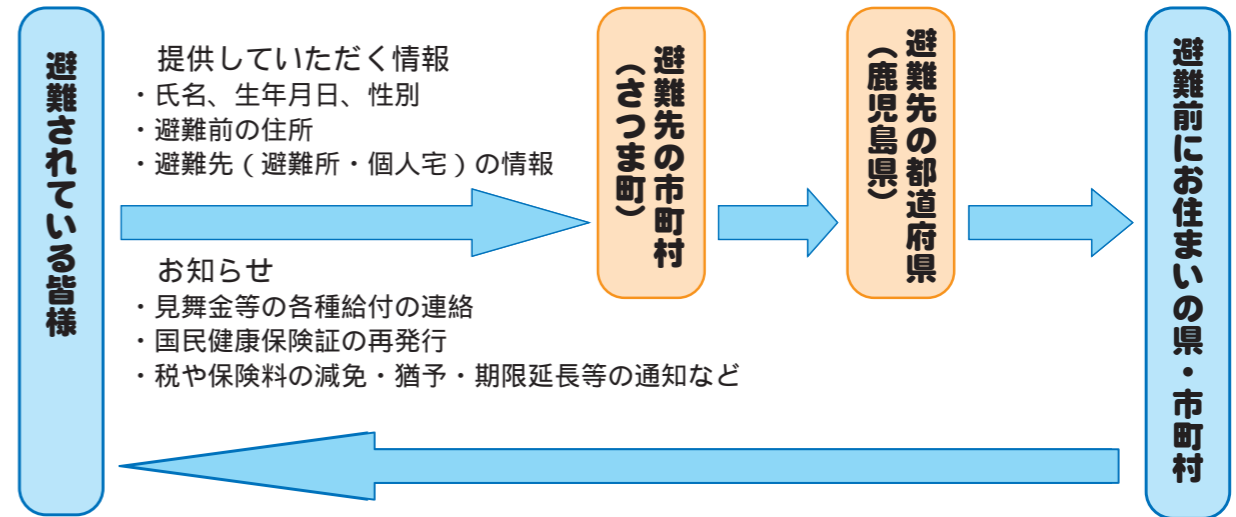 避難されている皆様
提供していただく情報
・氏名、生年月日、性別
・避難前の住所
・避難先（避難所・個人宅）の情報
お知らせ
・見舞金等の各種給付の連絡
・国民健康保険証の再発行
・税や保険料の減免・猶予・期限延長等の通知など
避難先の市町村
（さつま町）
避難先の都道府県
（鹿児島県）
避難前にお住まいの県・市町村